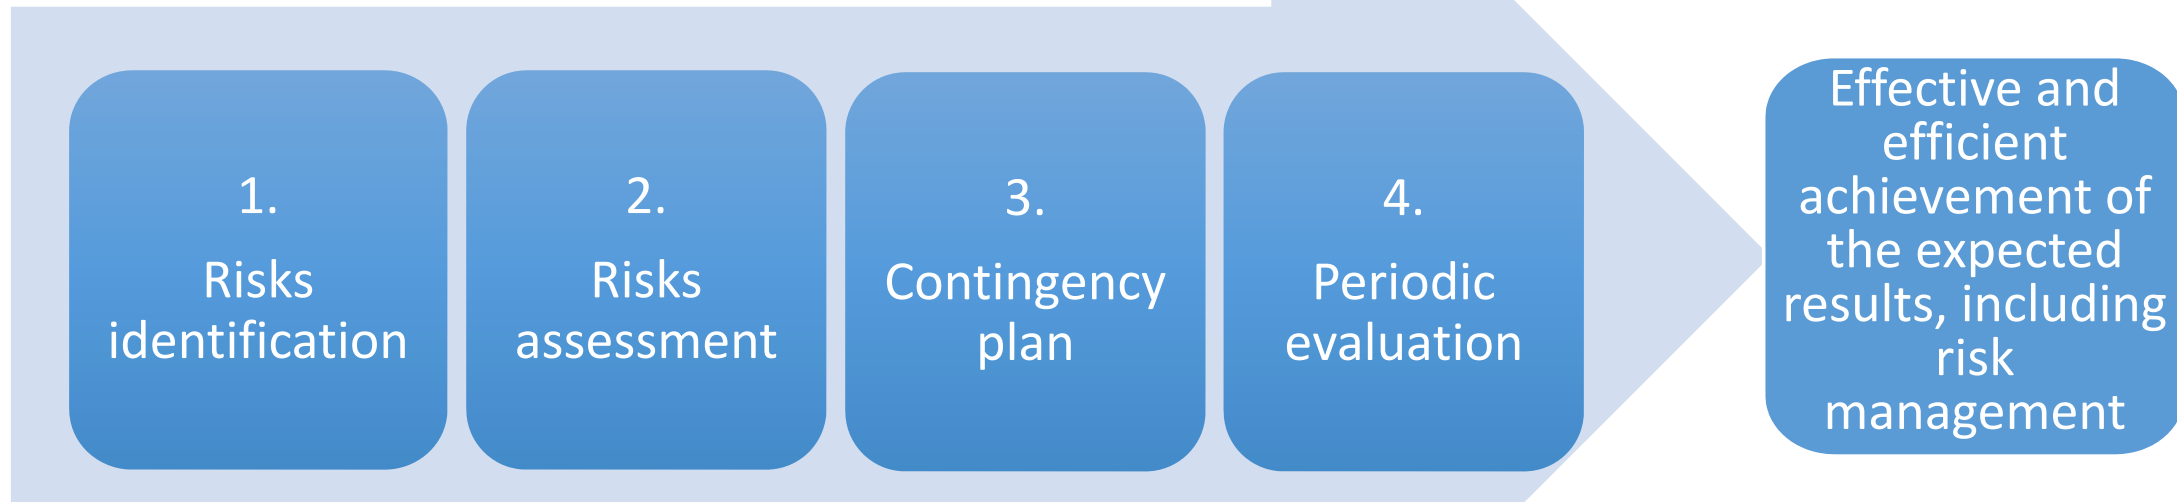 1.
Risks
identification
2.
Risks
assessment
3.
Contingency
plan
4.
Periodic
evaluation
Effective and
efficient
achievement of
the expected
results, including
risk
management